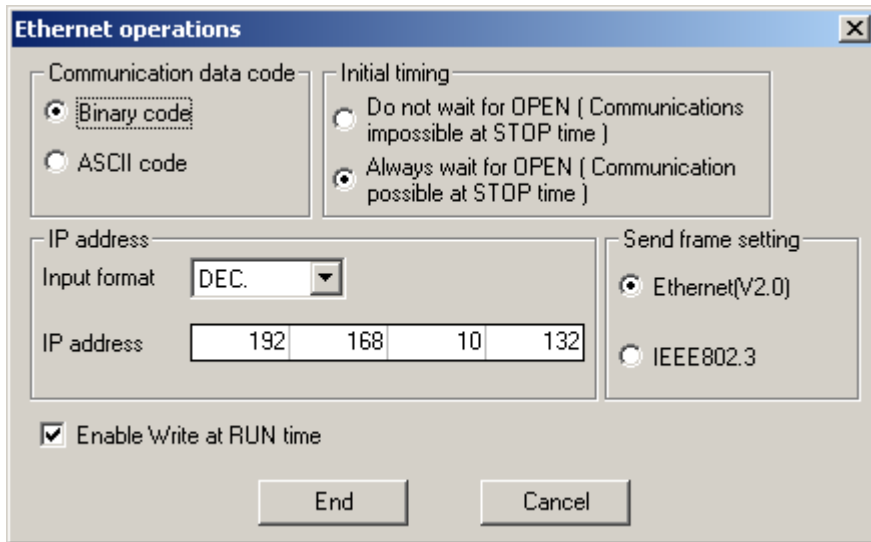 Ethernet operations
Communication data code
Binary code
ASCII code
Initial timing
Do not wait for OPEN ( Communications
impossible at STOP time )
Always wait for OPEN ( Communication
possible at STOP time )
IP address
Input format DEC.
IP address 192 168 10 132
Send frame setting
Ethernet(V2.0)
IEEE802.3
Enable Write at RUN time
End Cancel